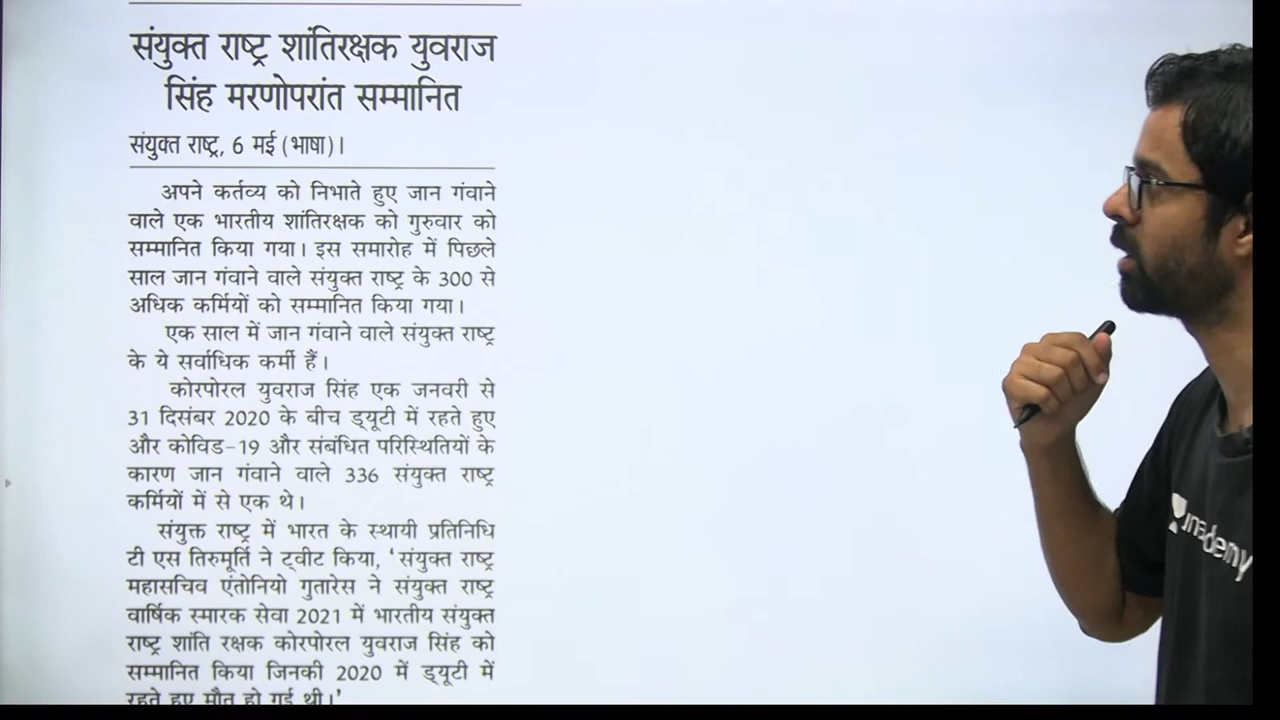 संयुक्त राष्ट्र शांतिरक्षक युवराज
सिंह मरणोपरांत सम्मानित
संयुक्त राष्ट्र, 6 मई (भाषा)।
अपने कर्तव्य को निभाते हुए जान गंवाने
वाले एक भारतीय शांतिरक्षक को गुरुवार को
सम्मानित किया गया। इस समारोह में पिछले
साल जान गंवाने वाले संयुक्त राष्ट्र के 300 से
अधिक कर्मियों को सम्मानित किया गया।
एक साल में जान गंवाने वाले संयुक्त राष्ट्र
के ये सर्वाधिक कर्मी हैं।
कोरपोरल युवराज सिंह एक जनवरी से
31 दिसंबर 2020 के बीच ड्यूटी में रहते हुए
और कोविड-19 और संबंधित परिस्थितियों के
कारण जान गंवाने वाले 336 संयुक्त राष्ट्र
कर्मियों में से एक थे।
संयुक्त राष्ट्र में भारत के स्थायी प्रतिनिधि
टी एस तिरुमूर्ति ने ट्वीट किया, 'संयुक्त राष्ट्र
महासचिव एंतोनियो गुतारेस ने संयुक्त राष्ट्र
वार्षिक स्मारक सेवा 2021 में भारतीय संयुक्त
राष्ट्र शांति रक्षक कोरपोरल युवराज सिंह को
सम्मानित किया जिनकी 2020 में ड्यूटी में
रहते हुए मौत हो गई थी।'
unademy